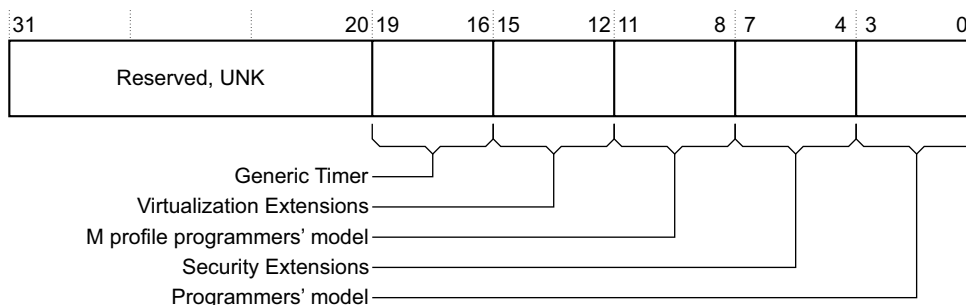 31 20 19 16 15 12 11 8 7 4 3 0
Reserved, UNK
Generic Timer
Virtualization Extensions
M profile programmers’ model
Security Extensions
Programmers’ model